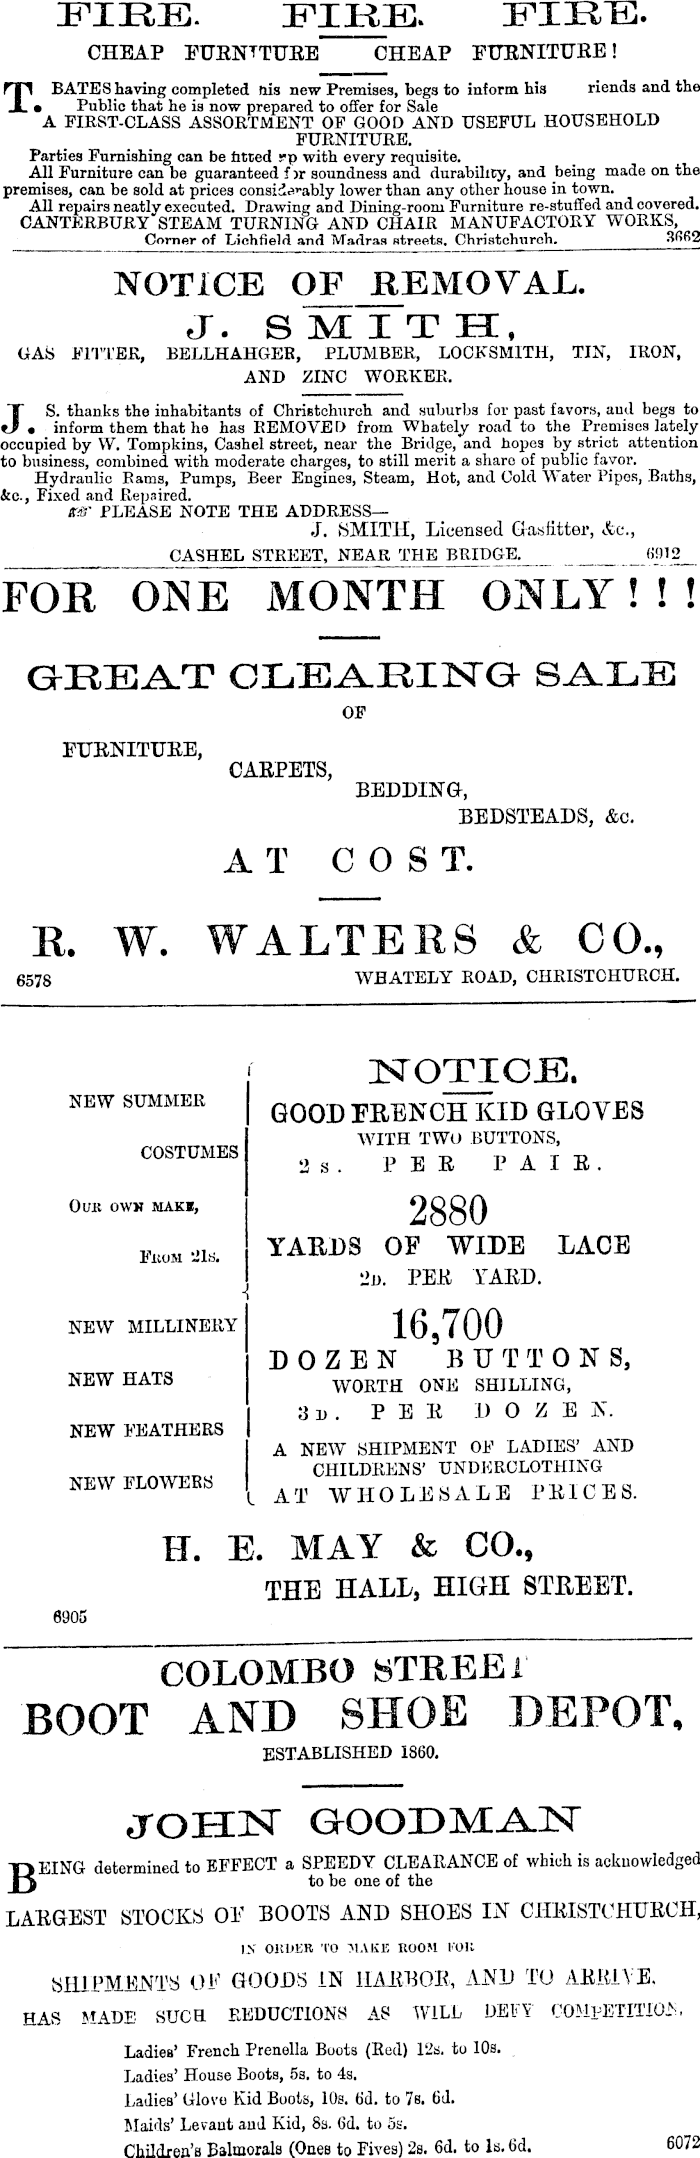 FIRE. FIRE. FIRE.
CHEAP FURNITURE CHEAP FURNITURE!
T. BATES having completed his new Premises, begs to inform his riends and the
Public that he is now prepared to offer for Sale
A FIRST-CLASS ASSORTMENT OF GOOD AND USEFUL HOUSEHOLD
FURNITURE.
Parties Furnishing can be fitted up with every requisite.
All Furniture can be guaranteed for soundness and durability, and being made on the
premises, can be sold at prices considerably lower than any other house in town.
All repairs neatly executed. Drawing and Dining-room Furniture re-stuffed and covered.
CANTERBURY STEAM TURNING AND CHAIR MANUFACTORY WORKS,
Corner of Lichfield and Madras streets, Christchurch. 3662
NOTICE OF REMOVAL.
J. SMITH,
GAS FITTER, BELLHAHGER, PLUMBER, LOCKSMITH, TIN, IRON,
AND ZINC WORKER.
J. S. thanks the inhabitants of Christchurch and suburbs for past favors, and begs to
inform them that he has REMOVED from Whately road to the Premises lately
occupied by W. Tompkins, Cashel street, near the Bridge, and hopes by strict attention
to business, combined with moderate charges, to still merit a share of public favor.
Hydraulic Rams, Pumps, Beer Engines, Steam, Hot, and Cold Water Pipes, Baths,
&c., Fixed and Repaired.
☞ PLEASE NOTE THE ADDRESS—
J. SMITH, Licensed Gasfitter, &c.,
CASHEL STREET, NEAR THE BRIDGE. 6912
FOR ONE MONTH ONLY!!!
GREAT CLEARING SALE
OF
FURNITURE,
CARPETS,
BEDDING,
BEDSTEADS, &c.
AT COST.
R. W. WALTERS & CO.,
6578 WHATELY ROAD, CHRISTCHURCH.
NEW SUMMER
COSTUMES
OUR OWN MAKE,
FROM 21s.
NEW MILLINERY
NEW HATS
NEW FEATHERS
NEW FLOWERS
NOTICE.
GOOD FRENCH KID GLOVES
WITH TWO BUTTONS,
2s. PER PAIR.
2880
YARDS OF WIDE LACE
2D. PER YARD.
16,700
DOZEN BUTTONS,
WORTH ONE SHILLING,
3D. PER DOZEN.
A NEW SHIPMENT OF LADIES' AND
CHILDRENS' UNDERCLOTHING
AT WHOLESALE PRICES.
H. E. MAY & CO.,
THE HALL, HIGH STREET.
6905
COLOMBO STREET
BOOT AND SHOE DEPOT,
ESTABLISHED 1860.
JOHN GOODMAN
BEING determined to EFFECT a SPEEDY CLEARANCE of which is acknowledged
to be one of the
LARGEST STOCKS OF BOOTS AND SHOES IN CHRISTCHURCH,
IN ORDER TO MAKE ROOM FOR
SHIPMENTS OF GOODS IN HARBOR, AND TO ARRIVE,
HAS MADE SUCH REDUCTIONS AS WILL DEFY COMPETITION.
Ladies' French Prenella Boots (Red) 12s. to 10s.
Ladies' House Boots, 5s. to 4s.
Ladies' Glove Kid Boots, 10s. 6d. to 7s. 6d.
Maids' Levant and Kid, 8s. 6d. to 5s.
Children's Balmorals (Ones to Fives) 2s. 6d. to 1s. 6d. 6072